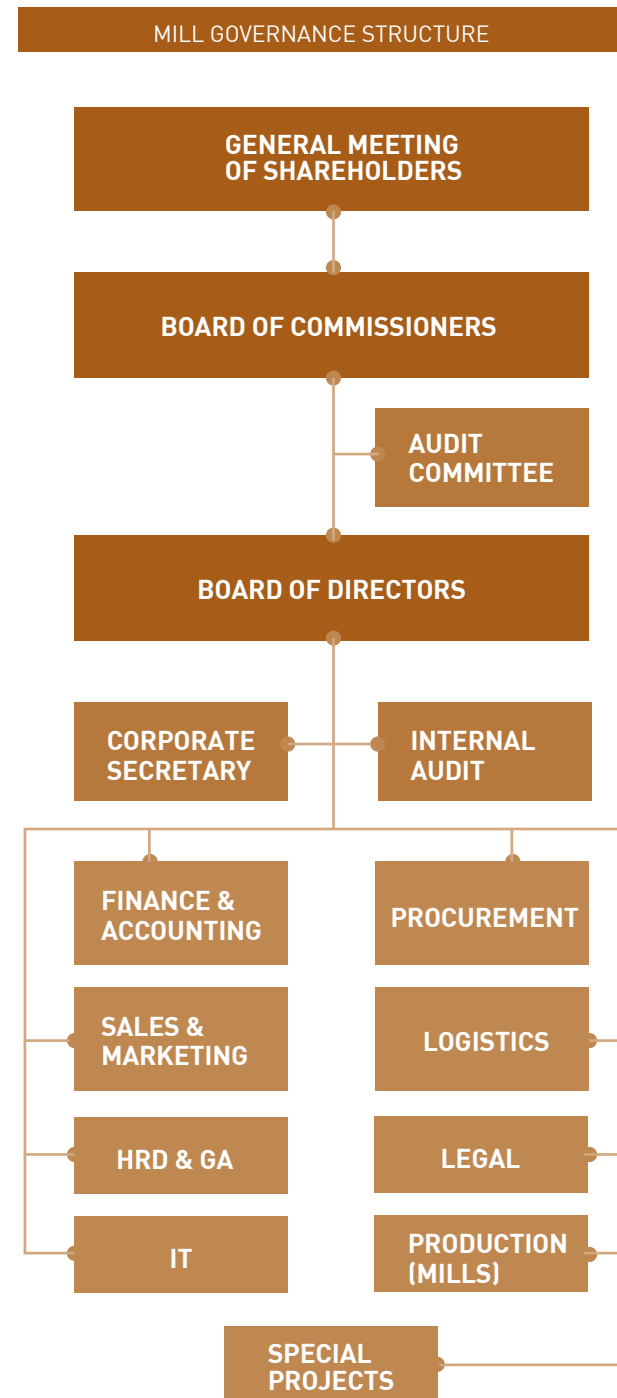 MILL GOVERNANCE STRUCTURE
GENERAL MEETING
OF SHAREHOLDERS
BOARD OF COMMISSIONERS
AUDIT
COMMITTEE
BOARD OF DIRECTORS
CORPORATE
SECRETARY
INTERNAL
AUDIT
FINANCE &
ACCOUNTING
PROCUREMENT
SALES &
MARKETING
LOGISTICS
HRD & GA
LEGAL
IT
PRODUCTION
(MILLS)
SPECIAL
PROJECTS